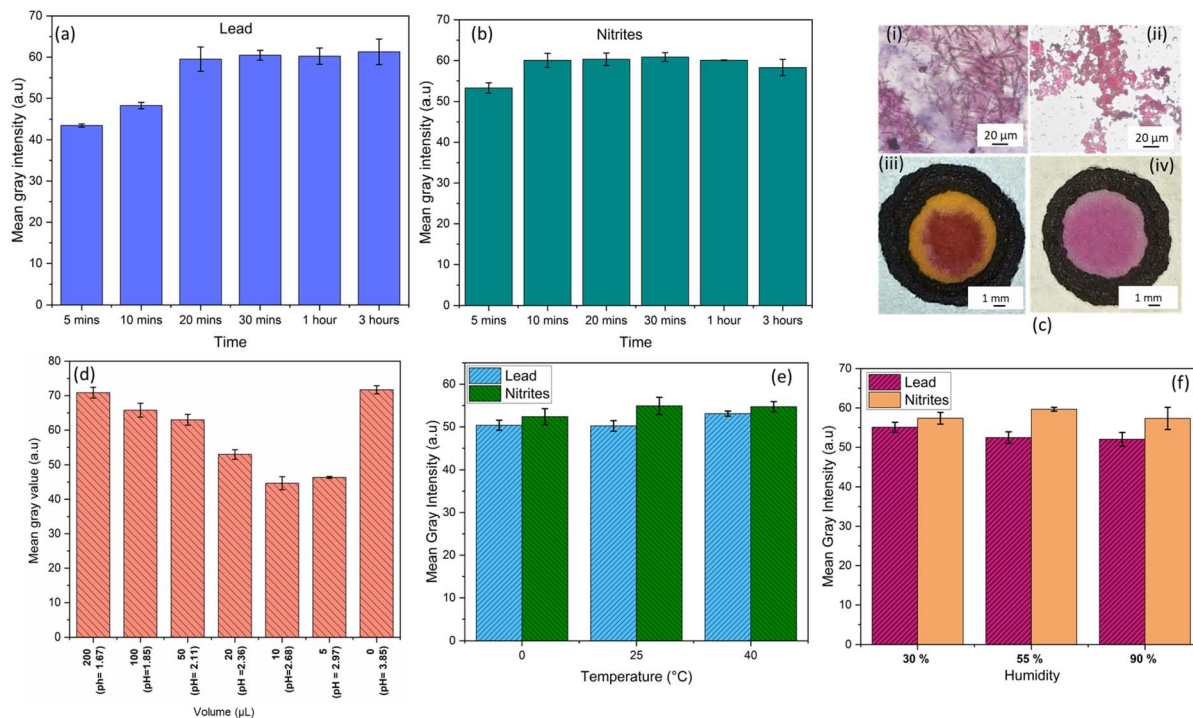 (a)
Lead
Mean gray intensity (a.u)
70
60
50
40
30
20
10
0
5 mins 10 mins 20 mins 30 mins 1 hour 3 hours
Time
(b)
Nitrites
Mean gray intensity (a.u)
70
60
50
40
30
20
10
0
5 mins 10 mins 20 mins 30 mins 1 hour 3 hours
Time
(i)
20 μm
(ii)
20 μm
(iii)
1 mm
(iv)
1 mm
(c)
(d)
Mean gray value (a.u)
80
70
60
50
40
30
20
10
0
200
(ph= 1.67)
100
(pH=1.85)
50
(pH= 2.11)
20
(pH =2.36)
10
(pH=2.68)
5
(pH = 2.97)
0
(pH= 3.85)
Volume (μL)
(e)
Lead
Nitrites
Mean Gray Intensity (a.u)
60
50
40
30
20
10
0
0 25 40
Temperature (°C)
(f)
Lead
Nitrites
Mean Gray Intensity (a.u)
70
60
50
40
30
20
10
0
30 % 55 % 90 %
Humidity